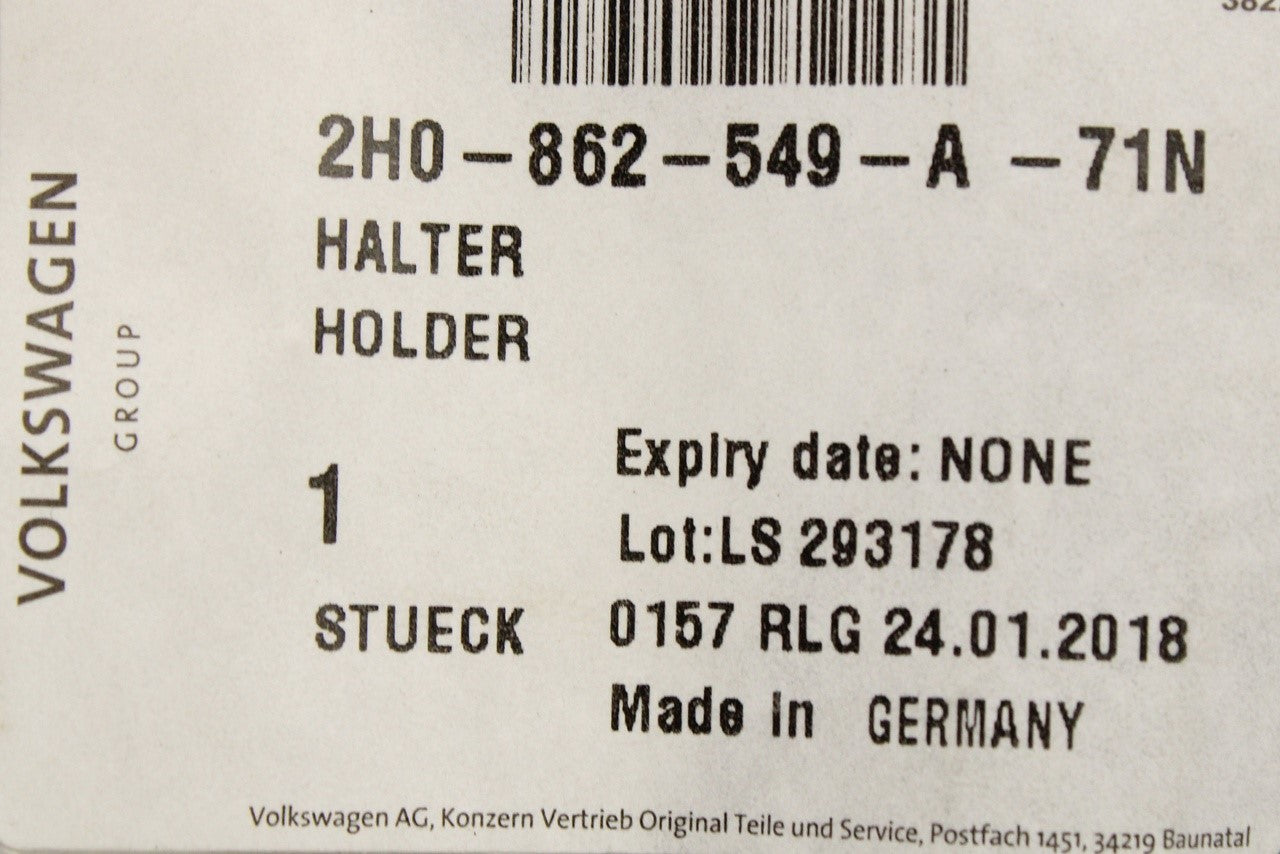 2H0-862-549-A -71N
HALTER
HOLDER
Expiry date: NONE
1
Lot:LS 293178
STUECK
0157 RLG 24.01.2018
Made in GERMANY
VOLKSWAGEN
GROUP
Volkswagen AG, Konzern Vertrieb Original Teile und Service, Postfach 1451, 34219 Baunatal